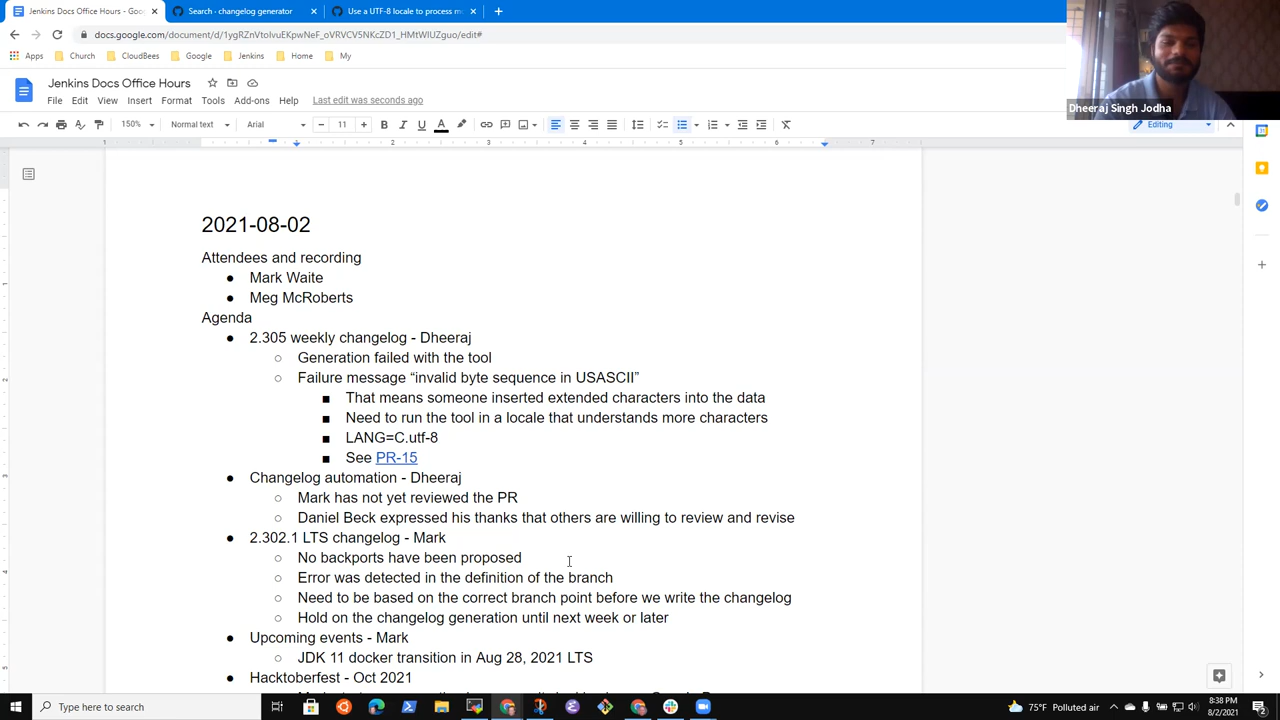 Jenkins Docs Office Hours - Goo
Search · changelog generator
Use a UTF-8 locale to process m
docs.google.com/document/d/1ygRZnVtoIvuEKpwNeF_oVRVCV5NKcZD1_HMtWIUZguo/edit#
Apps Church CloudBees Google Jenkins Home My
Dheeraj Singh Jodha
Jenkins Docs Office Hours
File Edit View Insert Format Tools Add-ons Help Last edit was seconds ago
150% Normal text Arial 11 Editing
1 2 3 4 5 6 7
2021-08-02
Attendees and recording
● Mark Waite
● Meg McRoberts
Agenda
● 2.305 weekly changelog - Dheeraj
○ Generation failed with the tool
○ Failure message “invalid byte sequence in USASCII”
■ That means someone inserted extended characters into the data
■ Need to run the tool in a locale that understands more characters
■ LANG=C.utf-8
■ See PR-15
● Changelog automation - Dheeraj
○ Mark has not yet reviewed the PR
○ Daniel Beck expressed his thanks that others are willing to review and revise
● 2.302.1 LTS changelog - Mark
○ No backports have been proposed
○ Error was detected in the definition of the branch
○ Need to be based on the correct branch point before we write the changelog
○ Hold on the changelog generation until next week or later
● Upcoming events - Mark
○ JDK 11 docker transition in Aug 28, 2021 LTS
● Hacktoberfest - Oct 2021
Type here to search
75°F Polluted air
8:38 PM
8/2/2021